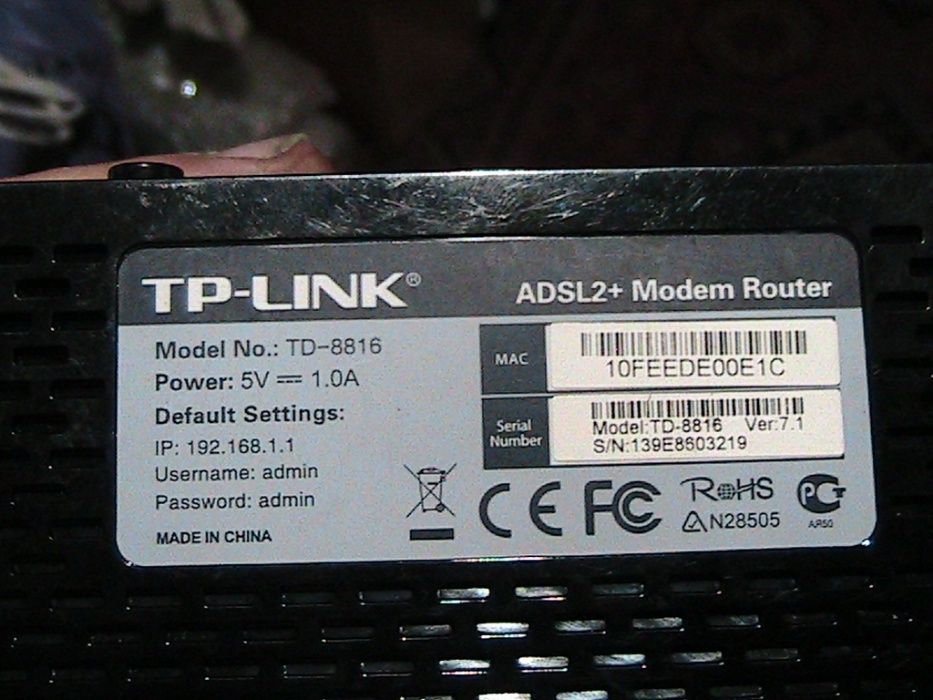 TP-LINK®
ADSL2+ Modem Router
Model No.: TD-8816
Power: 5V ⎓ 1.0A
Default Settings:
IP: 192.168.1.1
Username: admin
Password: admin
MADE IN CHINA
MAC
10FEEDE00E1C
Serial Number
Model:TD-8816 Ver:7.1
S/N:139E8603219
CE FC RoHS
N28505
PCT
AR50